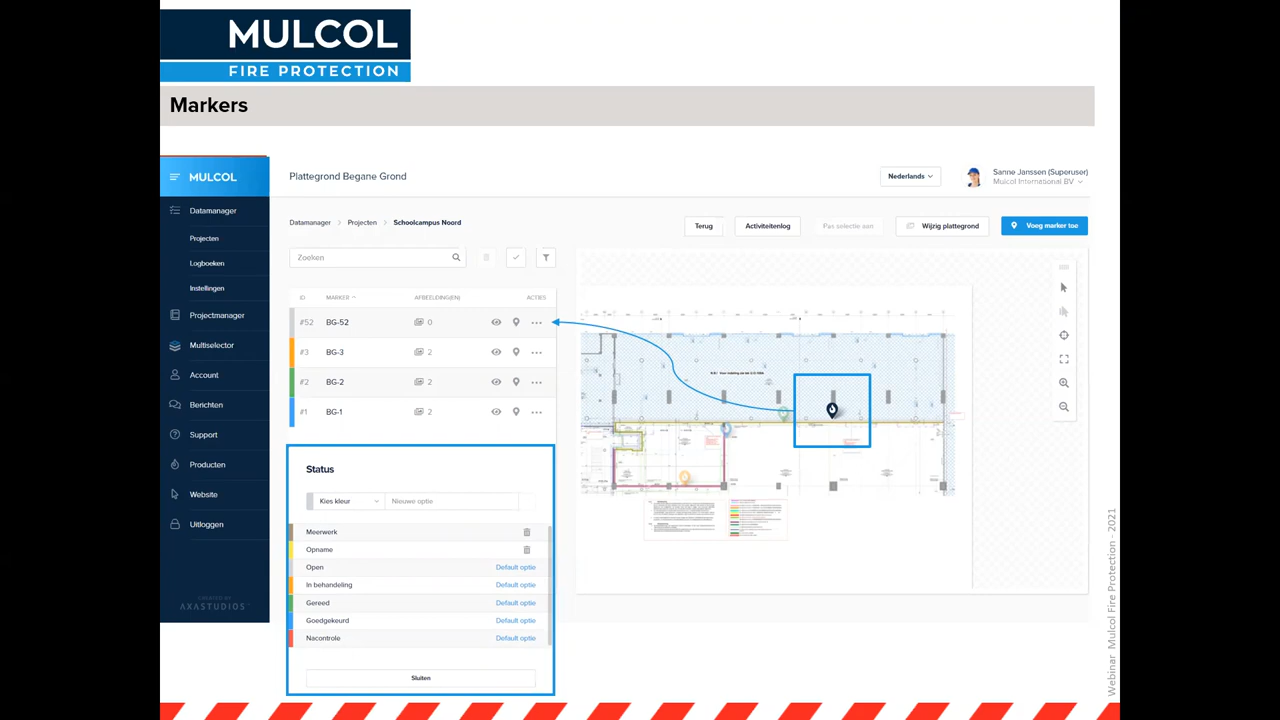 MULCOL
FIRE PROTECTION
Markers
MULCOL
Plattegrond Begane Grond
Nederlands
Sanne Janssen (Superuser)
Mulcol International BV
Datamanager
Projecten
Logboeken
Instellingen
Projectmanager
Multiselector
Account
Berichten
Support
Producten
Website
Uitloggen
CREATED BY
AXASTUDIOS
Datamanager > Projecten > Schoolcampus Noord
Terug
Activiteitenlog
Pas selectie aan
Wijzig plattegrond
Voeg marker toe
Zoeken
ID MARKER AFBEELDING(EN) ACTIES
#52 BG-52 0
#3 BG-3 2
#2 BG-2 2
#1 BG-1 2
Status
Kies kleur Nieuwe optie
Meerwerk
Opname
Open Default optie
In behandeling Default optie
Gereed Default optie
Goedgekeurd Default optie
Nacontrole Default optie
Sluiten
Webinar Mulcol Fire Protection - 2021